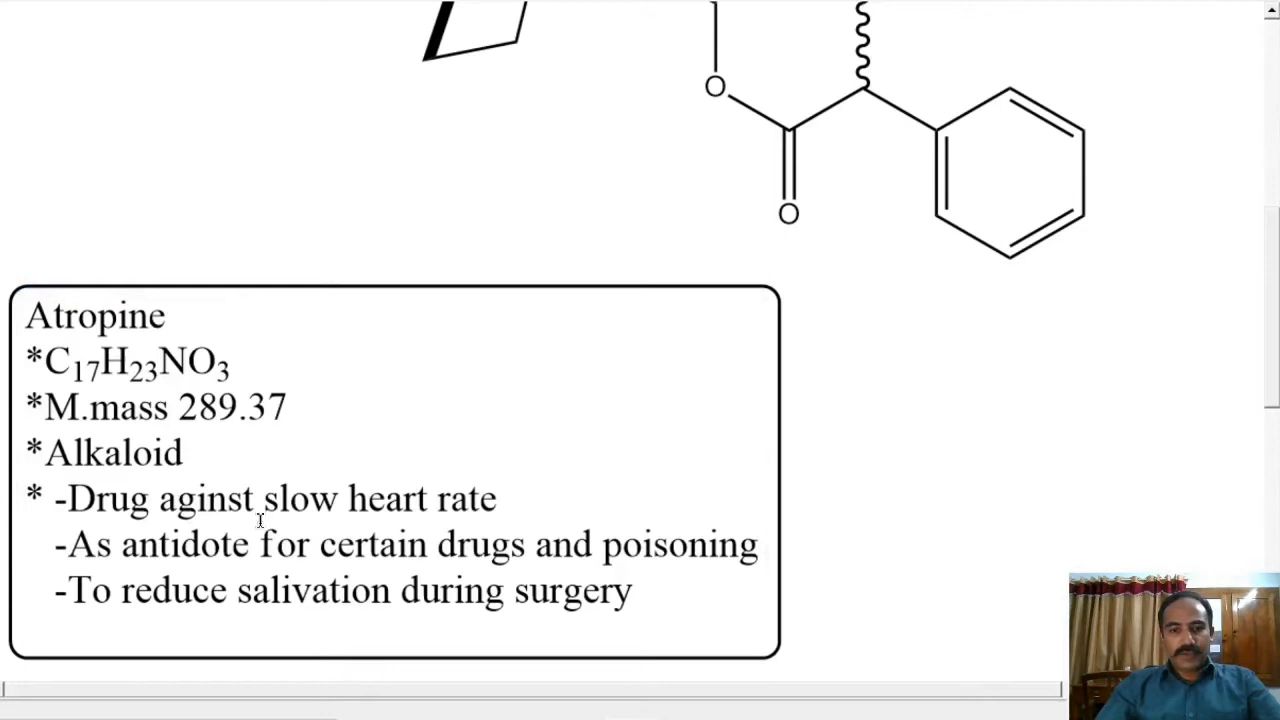 O
O
Atropine
*C₁₇H₂₃NO₃
*M.mass 289.37
*Alkaloid
* -Drug aginst slow heart rate
-As antidote for certain drugs and poisoning
-To reduce salivation during surgery